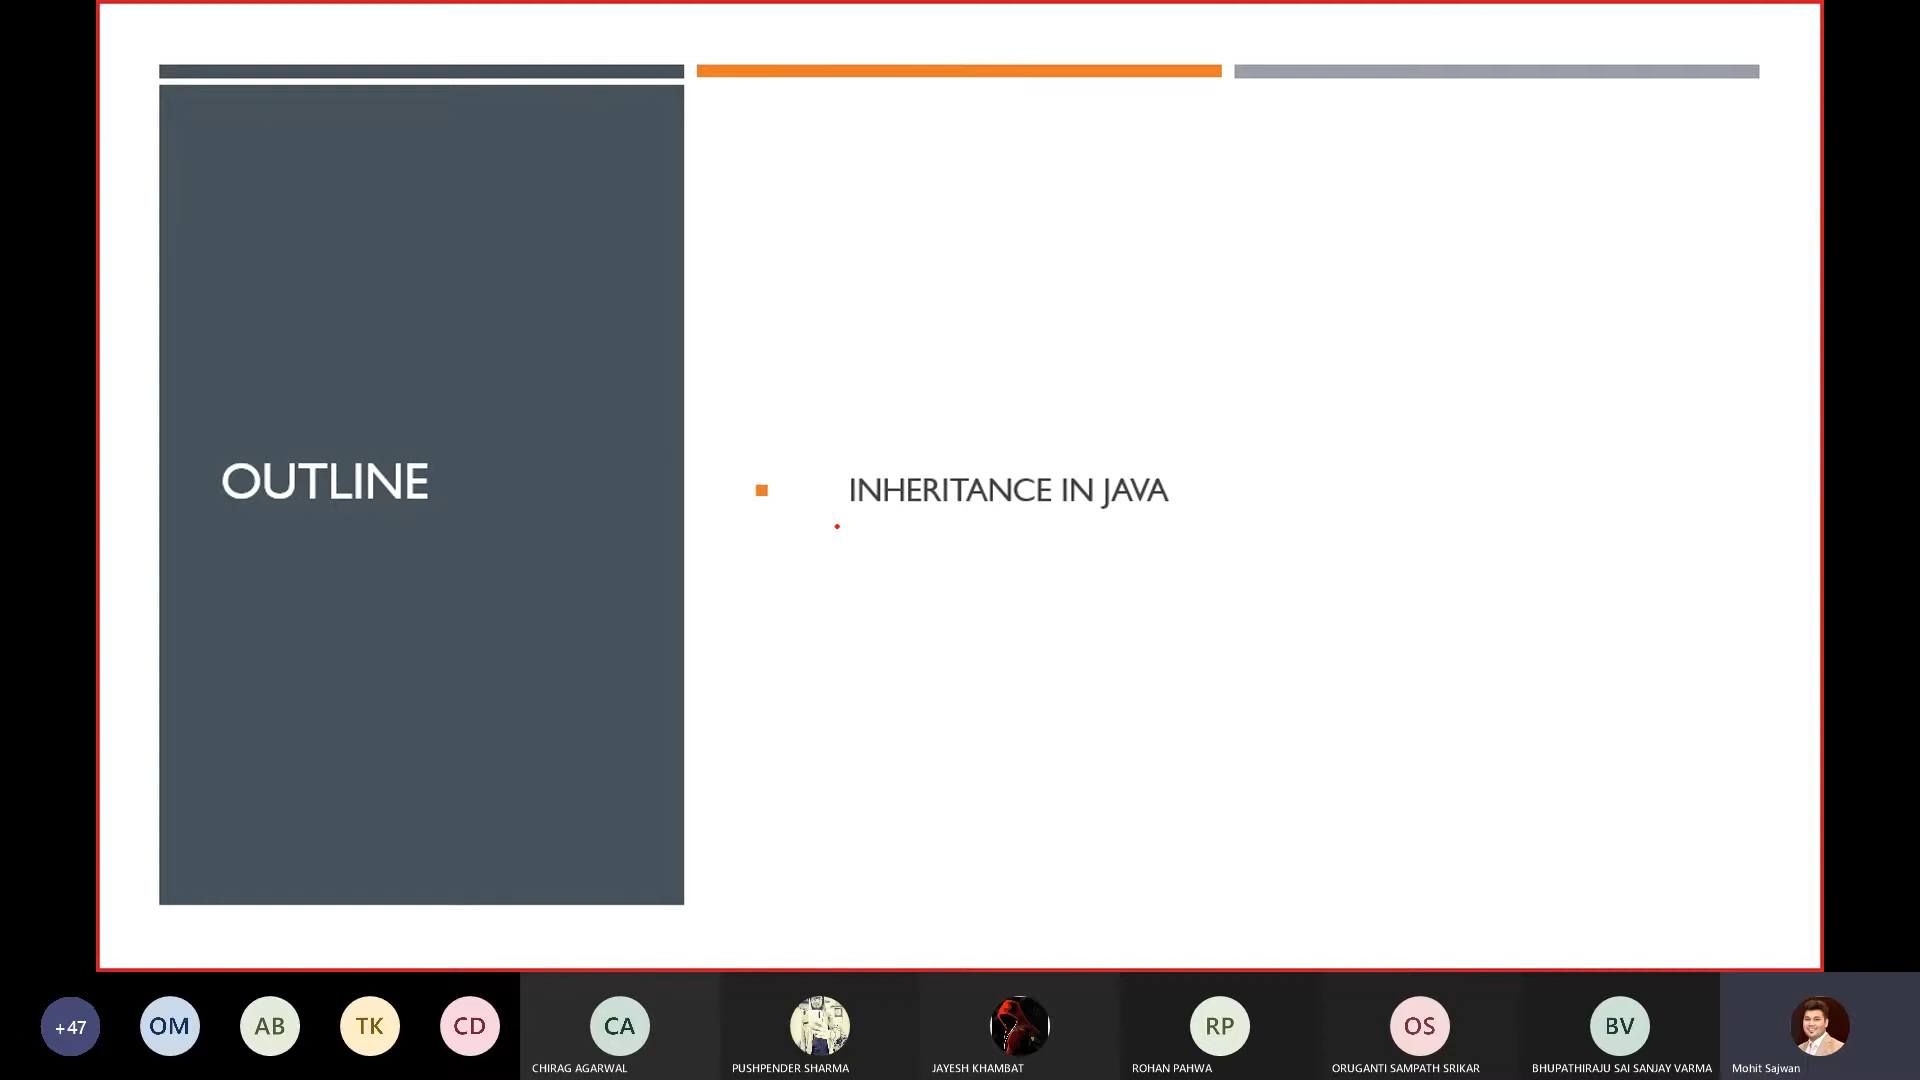 OUTLINE
INHERITANCE IN JAVA
+47
OM
AB
TK
CD
CA
RP
OS
BV
CHIRAG AGARWAL
PUSHPENDER SHARMA
JAYESH KHAMBAT
ROHAN PAHWA
ORUGANTI SAMPATH SRIKAR
BHUPATHIRAJU SAI SANJAY VARMA
Mohit Sajwan